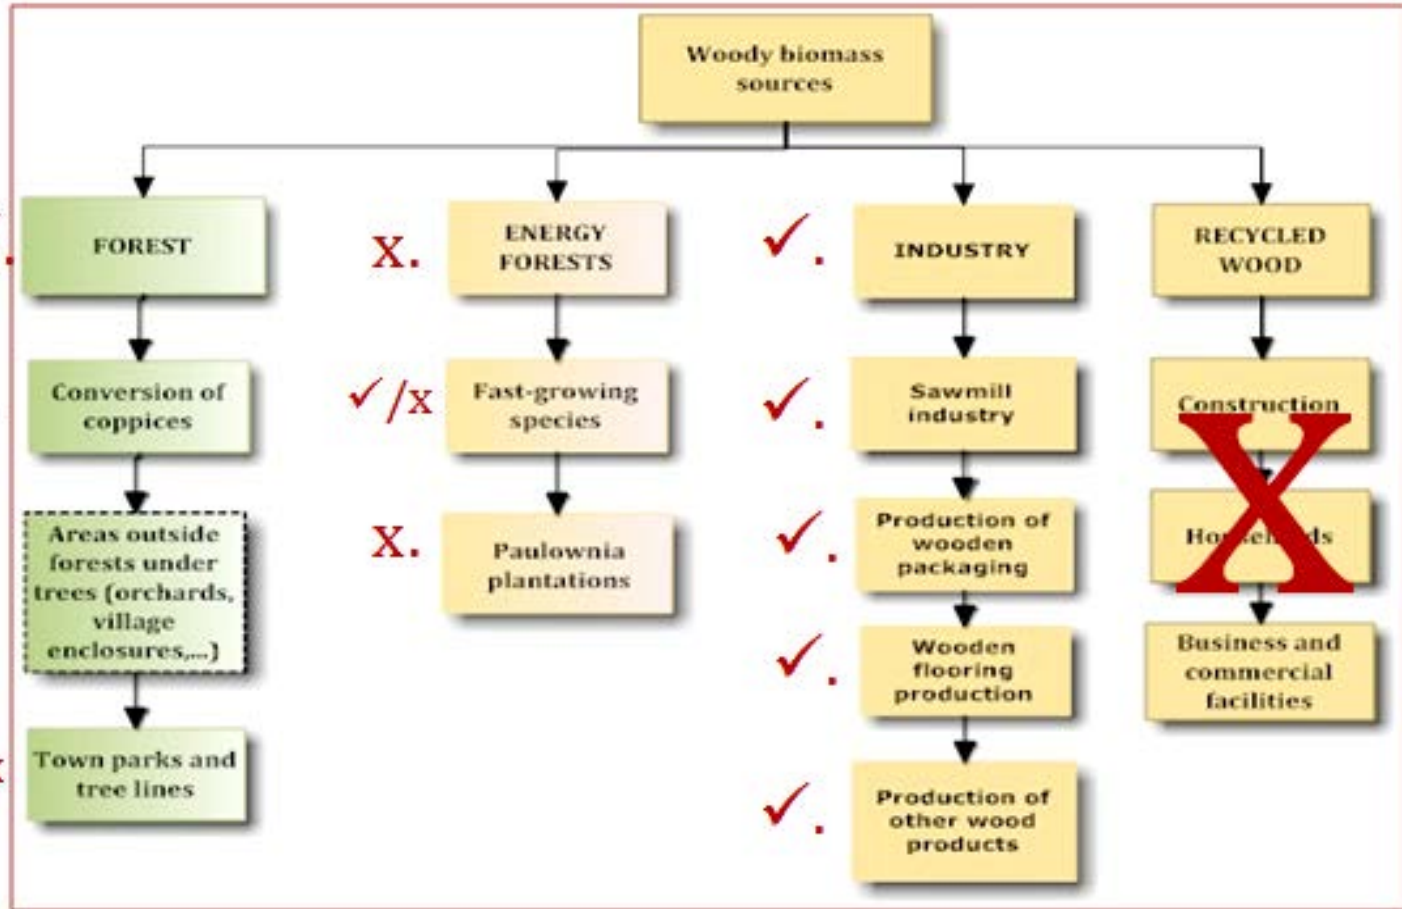 Woody biomass
sources
FOREST
Conversion of
coppices
Areas outside
forests under
trees (orchards,
village
enclosures,...)
Town parks and
tree lines
x
x.
ENERGY
FORESTS
✓/x
Fast-growing
species
x.
Paulownia
plantations
✓.
INDUSTRY
✓.
Sawmill
industry
✓.
Production of
wooden
packaging
✓.
Wooden
flooring
production
✓.
Production of
other wood
products
RECYCLED
WOOD
Construction
Households
X
Business and
commercial
facilities